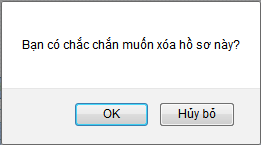 Bạn có chắc chắn muốn xóa hồ sơ này?
OK
Hủy bỏ